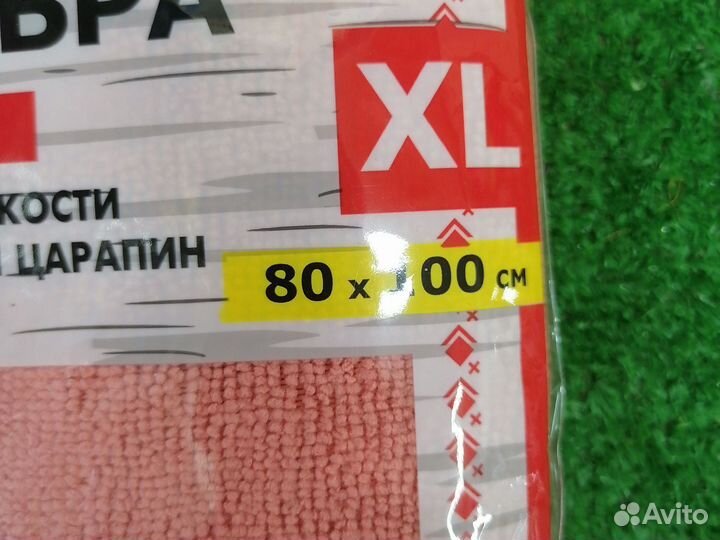 БРА
XL
КОСТИ
ЦАРАПИН
80 х 100 см
Avito